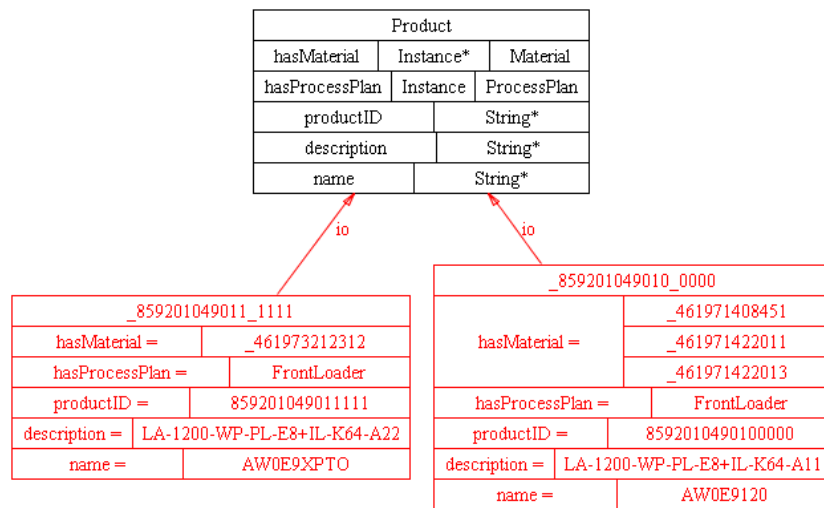 Product
hasMaterial Instance* Material
hasProcessPlan Instance ProcessPlan
productID String*
description String*
name String*
io
io
_859201049011_1111
hasMaterial = _461973212312
hasProcessPlan = FrontLoader
productID = 859201049011111
description = LA-1200-WP-PL-E8+IL-K64-A22
name = AW0E9XPTO
_859201049010_0000
hasMaterial = _461971408451
_461971422011
_461971422013
hasProcessPlan = FrontLoader
productID = 8592010490100000
description = LA-1200-WP-PL-E8+IL-K64-A11
name = AW0E9120